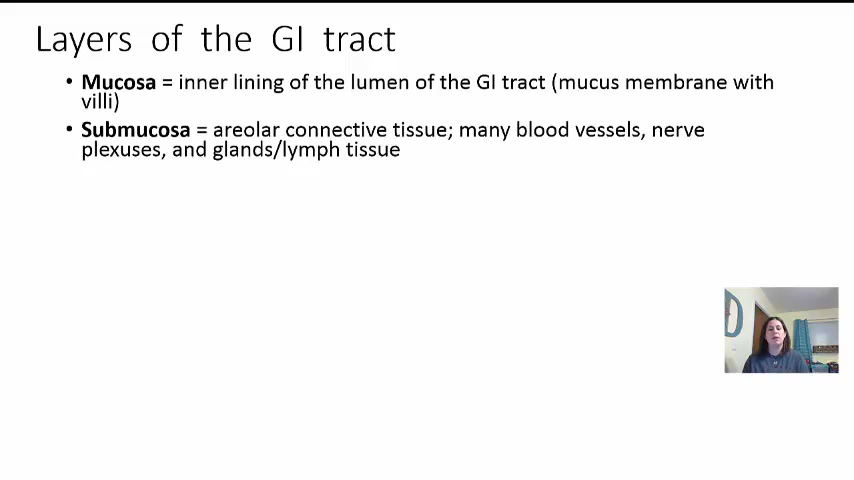 Layers of the GI tract
• Mucosa = inner lining of the lumen of the GI tract (mucus membrane with
villi)
• Submucosa = areolar connective tissue; many blood vessels, nerve
plexuses, and glands/lymph tissue